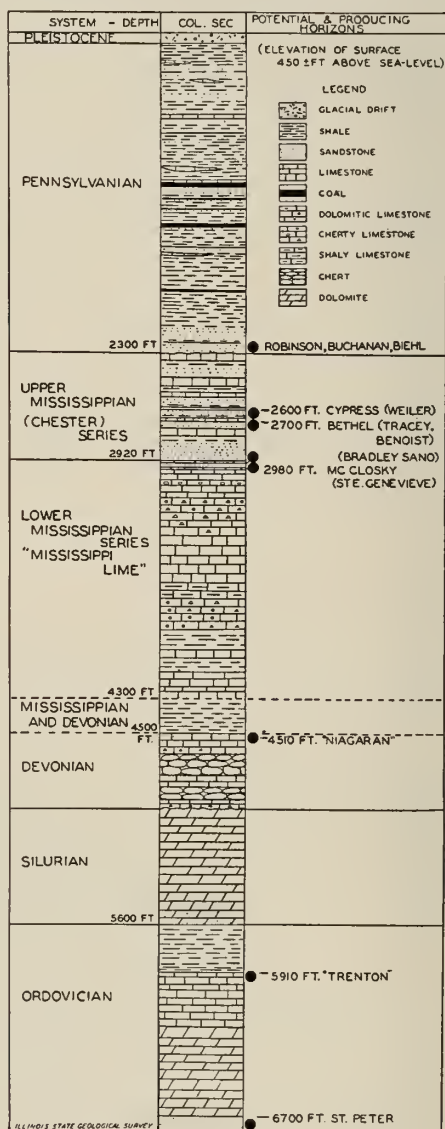 SYSTEM - DEPTH
COL. SEC
POTENTIAL & PRODUCING
HORIZONS
PLEISTOCENE
(ELEVATION OF SURFACE
450 ± FT ABOVE SEA-LEVEL)
LEGEND
GLACIAL DRIFT
SHALE
SANDSTONE
LIMESTONE
COAL
DOLOMITIC LIMESTONE
CHERTY LIMESTONE
SHALY LIMESTONE
CHERT
DOLOMITE
PENNSYLVANIAN
2300 FT
ROBINSON, BUCHANAN, BIEHL
UPPER
MISSISSIPPIAN
(CHESTER)
SERIES
2600 FT. CYPRESS (WEILER)
2700 FT. BETHEL (TRACEY,
BENOIST)
2920 FT
(BRADLEY SAND)
2980 FT. MC CLOSKY
(STE. GENEVIEVE)
LOWER
MISSISSIPPIAN
SERIES
"MISSISSIPPI
LIME"
4300 FT
MISSISSIPPIAN
AND DEVONIAN
4500
FT.
4510 FT. "NIAGARAN"
DEVONIAN
SILURIAN
5600 FT
5910 FT. "TRENTON"
ORDOVICIAN
6700 FT. ST. PETER
ILLINOIS STATE GEOLOGICAL SURVEY